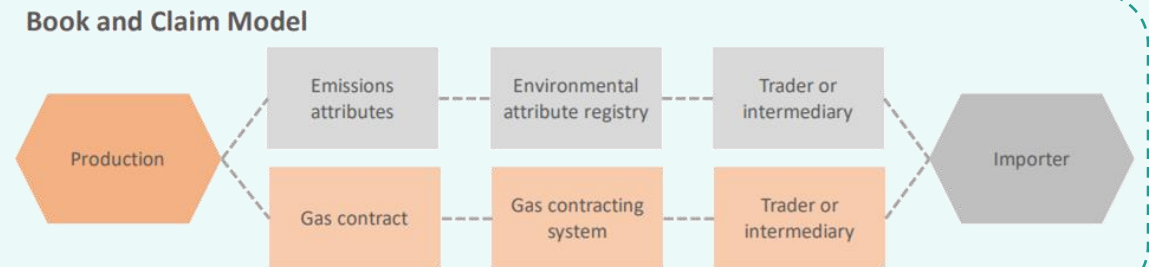 Book and Claim Model
Production
Emissions
attributes
Environmental
attribute registry
Trader or
intermediary
Gas contract
Gas contracting
system
Trader or
intermediary
Importer